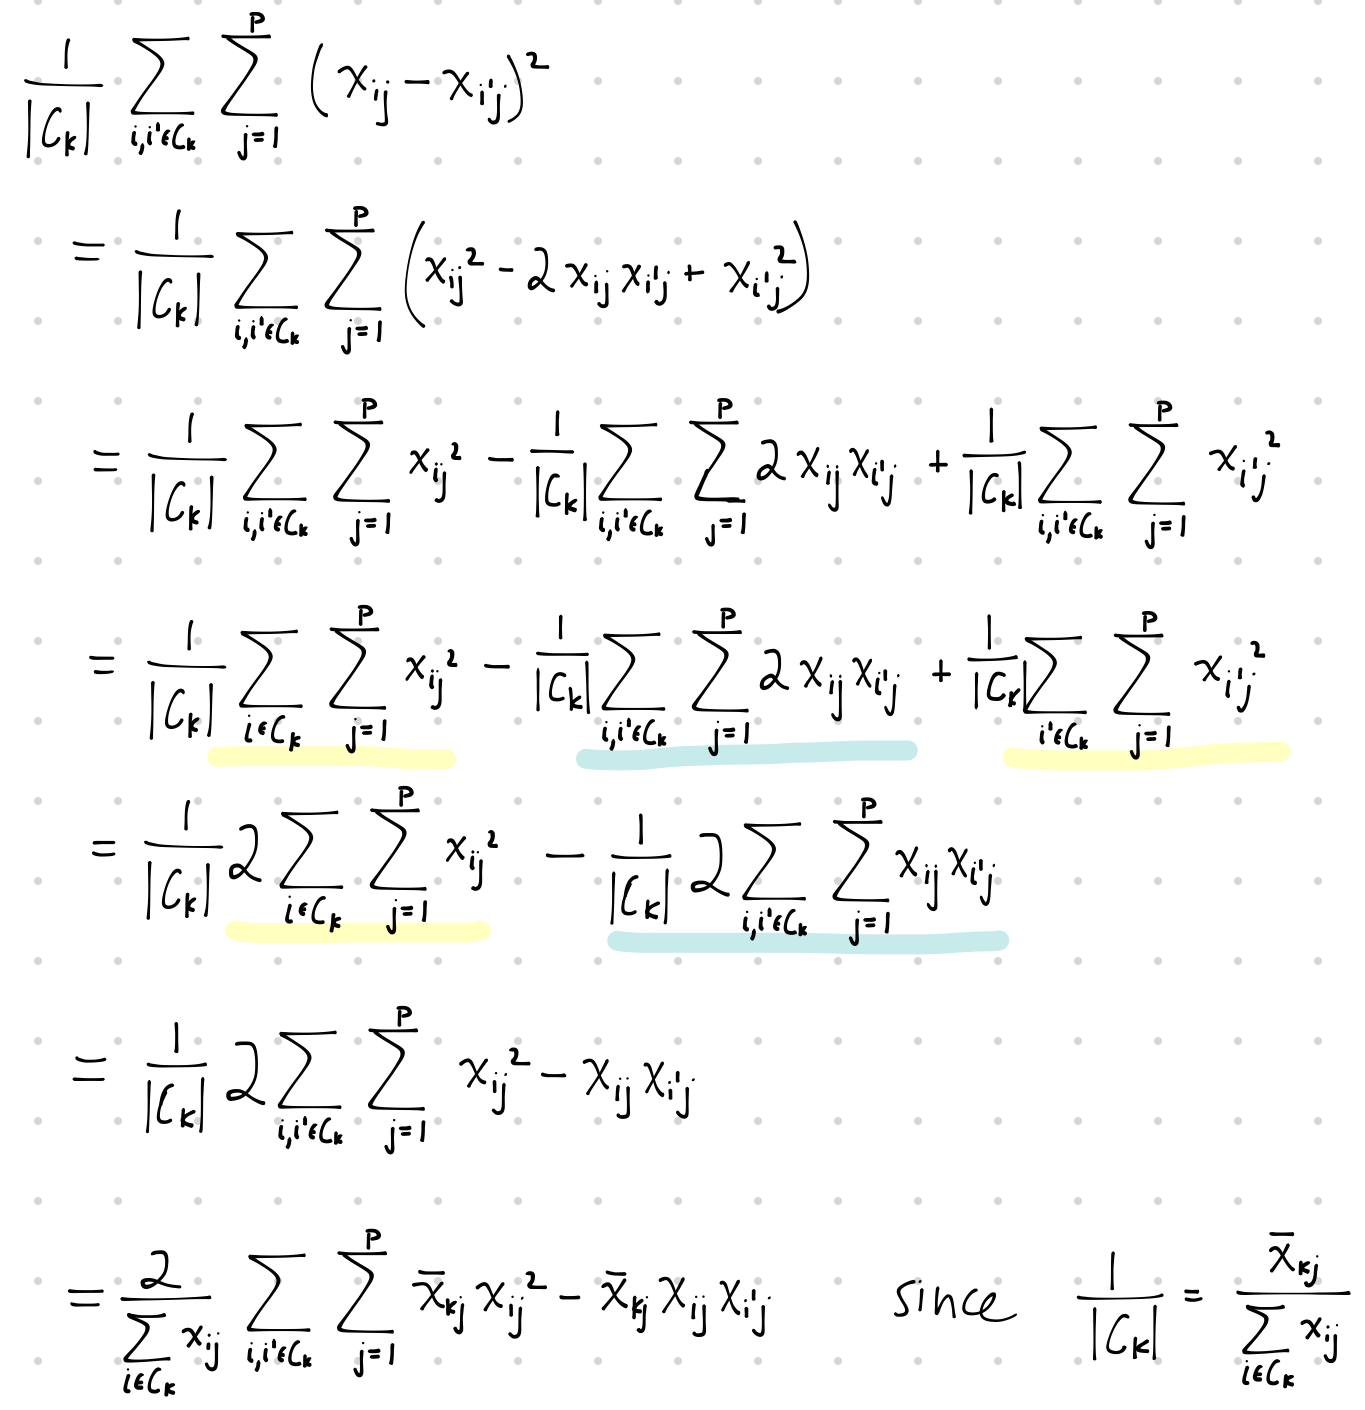 $\frac{1}{|C_k|} \sum_{i,i' \in C_k} \sum_{j=1}^{P} (x_{ij} - x_{i'j})^2$
$= \frac{1}{|C_k|} \sum_{i,i' \in C_k} \sum_{j=1}^{P} (x_{ij}^2 - 2 x_{ij} x_{i'j} + x_{i'j}^2)$
$= \frac{1}{|C_k|} \sum_{i,i' \in C_k} \sum_{j=1}^{P} x_{ij}^2 - \frac{1}{|C_k|} \sum_{i,i' \in C_k} \sum_{j=1}^{P} 2 x_{ij} x_{i'j} + \frac{1}{|C_k|} \sum_{i,i' \in C_k} \sum_{j=1}^{P} x_{i'j}^2$
$= \frac{1}{|C_k|} \sum_{i \in C_k} \sum_{j=1}^{P} x_{ij}^2 - \frac{1}{|C_k|} \sum_{i,i' \in C_k} \sum_{j=1}^{P} 2 x_{ij} x_{i'j} + \frac{1}{|C_k|} \sum_{i' \in C_k} \sum_{j=1}^{P} x_{i'j}^2$
$= \frac{1}{|C_k|} 2 \sum_{i \in C_k} \sum_{j=1}^{P} x_{ij}^2 - \frac{1}{|C_k|} 2 \sum_{i,i' \in C_k} \sum_{j=1}^{P} x_{ij} x_{i'j}$
$= \frac{1}{|C_k|} 2 \sum_{i,i' \in C_k} \sum_{j=1}^{P} x_{ij}^2 - x_{ij} x_{i'j}$
$= \frac{2}{\sum_{i \in C_k} x_{ij}} \sum_{i,i' \in C_k} \sum_{j=1}^{P} \bar{x}_{kj} x_{ij}^2 - \bar{x}_{kj} x_{ij} x_{i'j}$ since $\frac{1}{|C_k|} = \frac{\bar{x}_{kj}}{\sum_{i \in C_k} x_{ij}}$